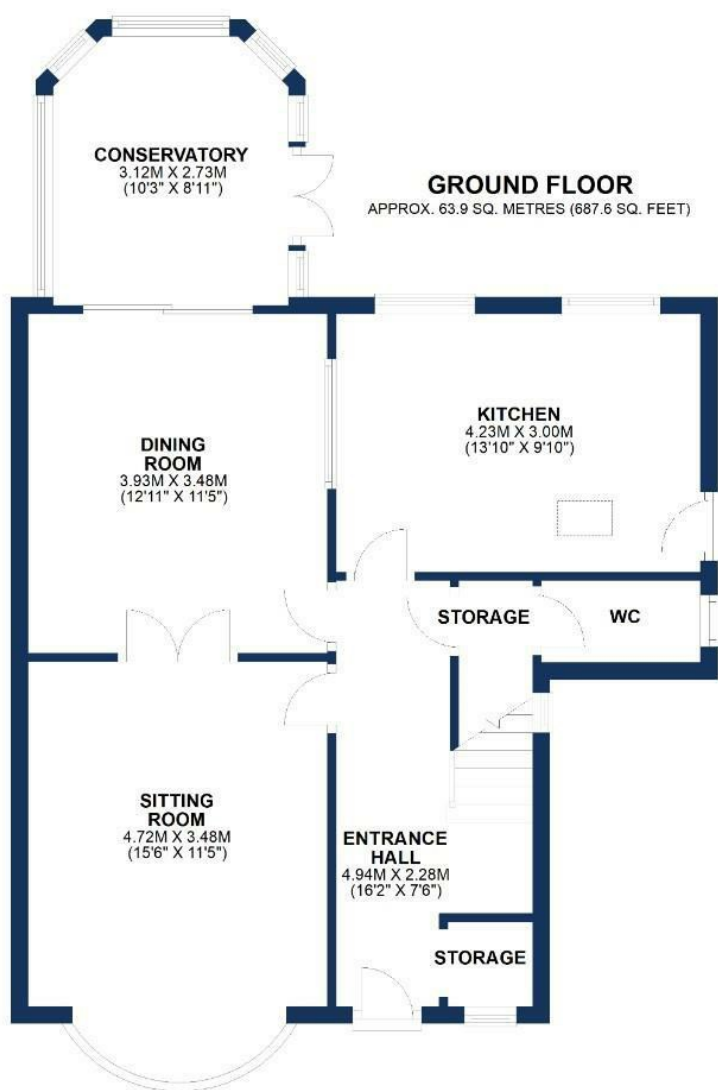 CONSERVATORY
3.12M X 2.73M
(10'3" X 8'11")
GROUND FLOOR
APPROX. 63.9 SQ. METRES (687.6 SQ. FEET)
KITCHEN
4.23M X 3.00M
(13'10" X 9'10")
DINING
ROOM
3.93M X 3.48M
(12'11" X 11'5")
STORAGE
WC
SITTING
ROOM
4.72M X 3.48M
(15'6" X 11'5")
ENTRANCE
HALL
4.94M X 2.28M
(16'2" X 7'6")
STORAGE